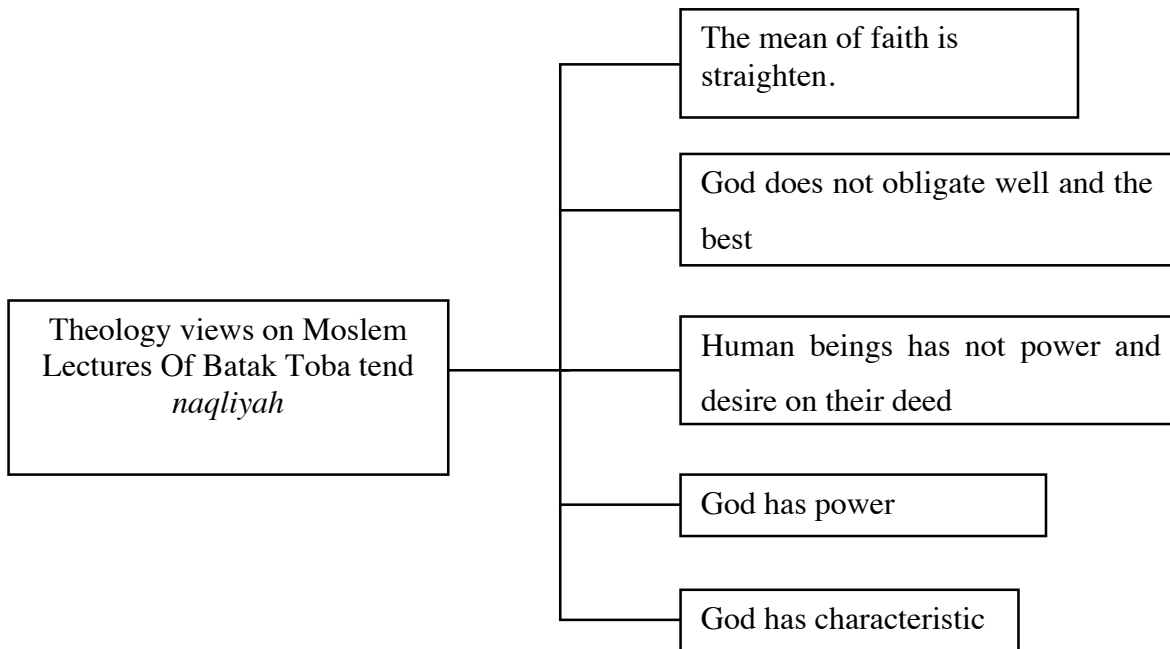 The mean of faith is
straighten.
God does not obligate well and the
best
Theology views on Moslem
Lectures Of Batak Toba tend
naqliyah
Human beings has not power and
desire on their deed
God has power
God has characteristic